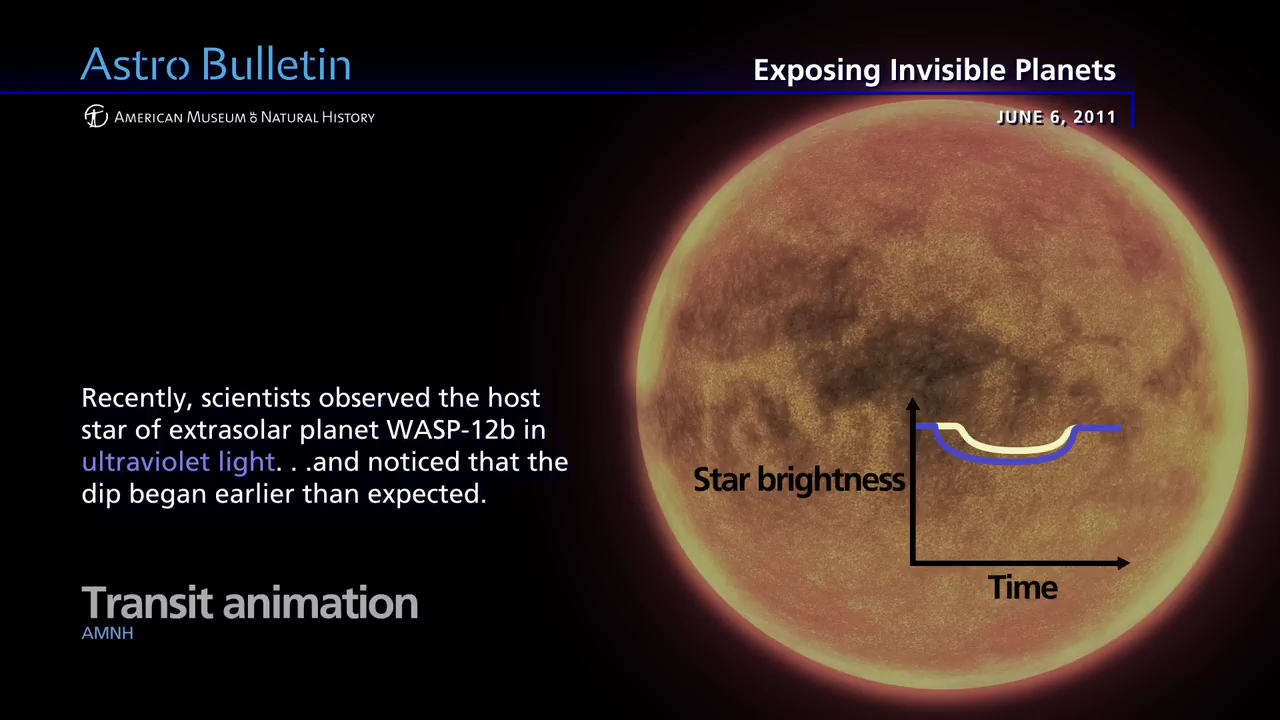 Astro Bulletin
Exposing Invisible Planets
AMERICAN MUSEUM ö NATURAL HISTORY
JUNE 6, 2011
Recently, scientists observed the host
star of extrasolar planet WASP-12b in
ultraviolet light. . .and noticed that the
dip began earlier than expected.
Star brightness
Time
Transit animation
AMNH